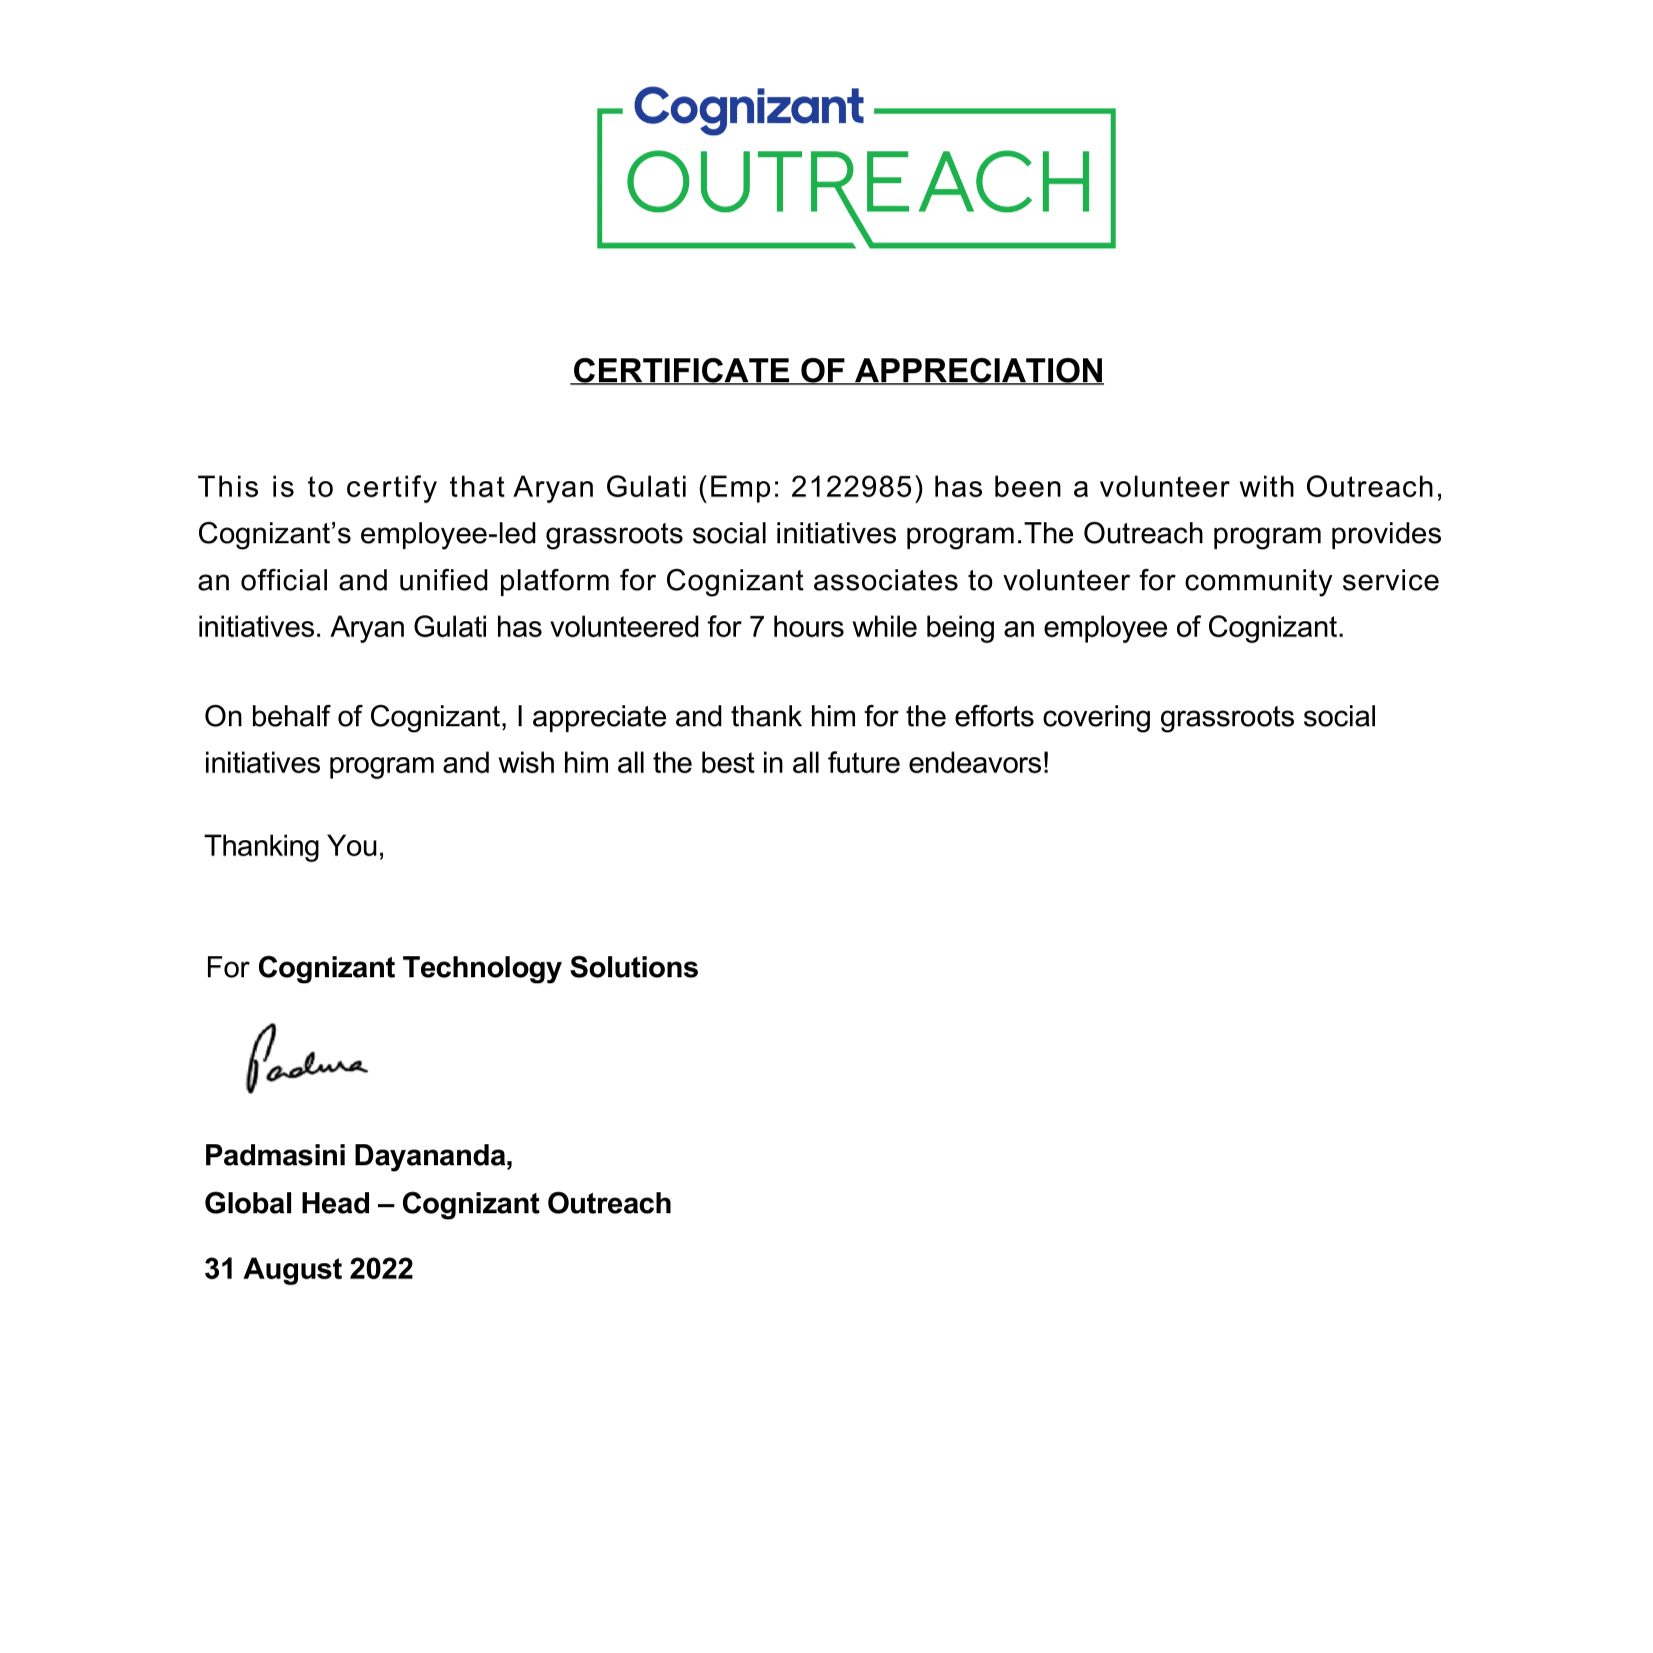 Cognizant
OUTREACH
CERTIFICATE OF APPRECIATION
This is to certify that Aryan Gulati (Emp: 2122985) has been a volunteer with Outreach,
Cognizant’s employee-led grassroots social initiatives program.The Outreach program provides
an official and unified platform for Cognizant associates to volunteer for community service
initiatives. Aryan Gulati has volunteered for 7 hours while being an employee of Cognizant.
On behalf of Cognizant, I appreciate and thank him for the efforts covering grassroots social
initiatives program and wish him all the best in all future endeavors!
Thanking You,
For Cognizant Technology Solutions
Padma
Padmasini Dayananda,
Global Head – Cognizant Outreach
31 August 2022